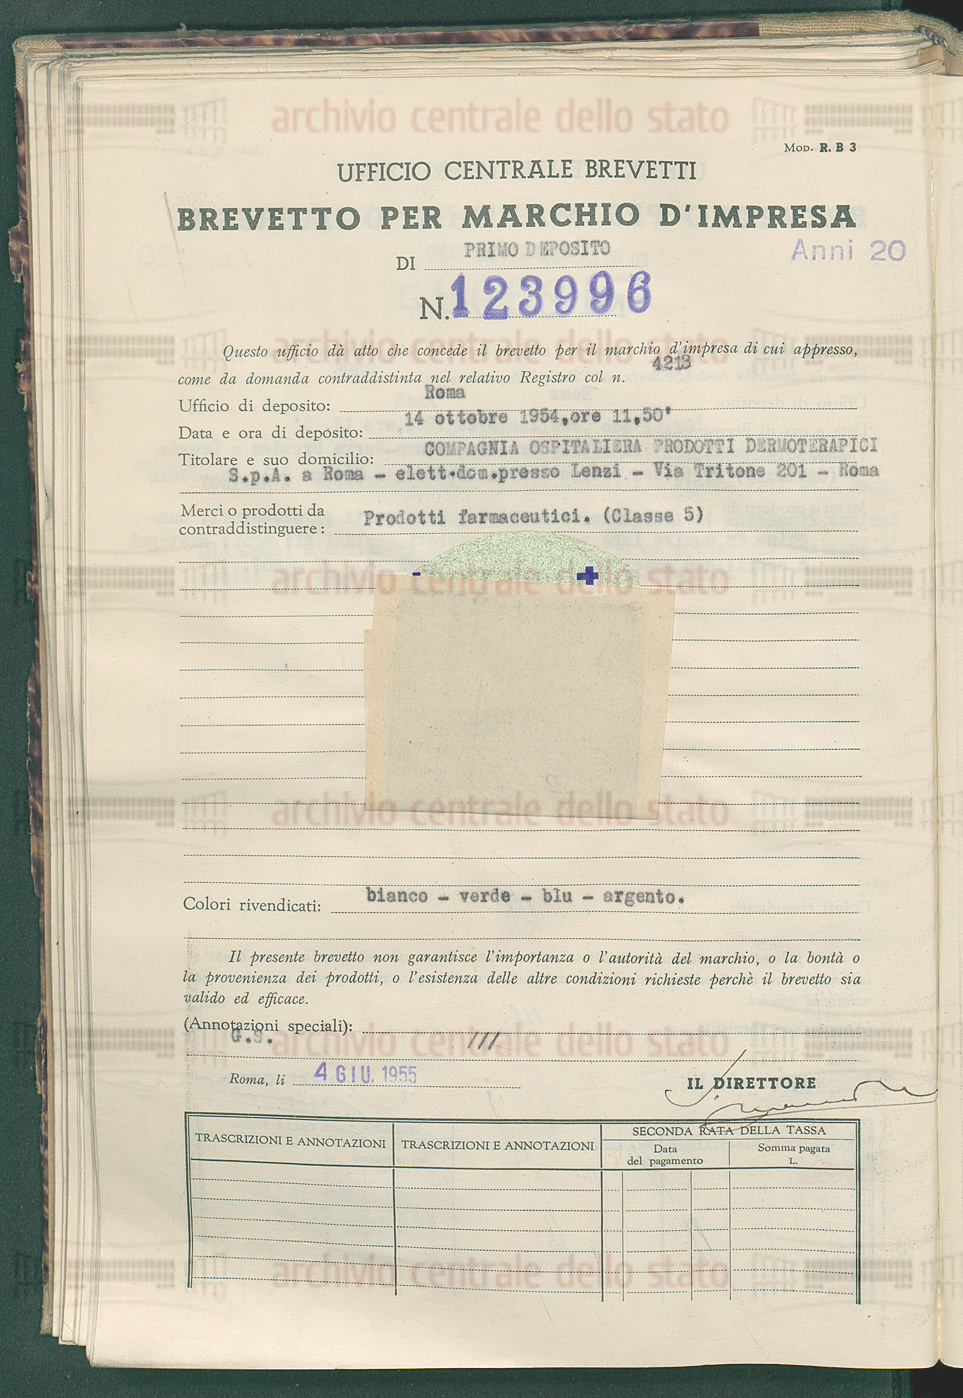 archivio centrale dello stato
Mod. R. B 3
UFFICIO CENTRALE BREVETTI
BREVETTO PER MARCHIO D'IMPRESA
DI PRIMO DEPOSITO
Anni 20
N. 123996
Questo ufficio dà atto che concede il brevetto per il marchio d'impresa di cui appresso,
come da domanda contraddistinta nel relativo Registro col n. 4213
Ufficio di deposito: Roma
Data e ora di deposito: 14 ottobre 1954,ore 11,50'
Titolare e suo domicilio: COMPAGNIA OSPITALIERA PRODOTTI DERMOTERAPICI
S.p.A. a Roma - elett.dom.presso Lenzi - Via Tritone 201 - Roma
Merci o prodotti da
contraddistinguere: Prodotti farmaceutici. (Classe 5)
archivio centrale dello stato
archivio centrale dello stato
Colori rivendicati: bianco - verde - blu - argento.
Il presente brevetto non garantisce l'importanza o l'autorità del marchio, o la bontà o
la provenienza dei prodotti, o l'esistenza delle altre condizioni richieste perchè il brevetto sia
valido ed efficace.
(Annotazioni speciali):
G.S. ///
archivio centrale dello stato
Roma, li 4 GIU. 1955
IL DIRETTORE
TRASCRIZIONI E ANNOTAZIONI
TRASCRIZIONI E ANNOTAZIONI
SECONDA RATA DELLA TASSA
Data
del pagamento
Somma pagata
L.
archivio centrale dello stato